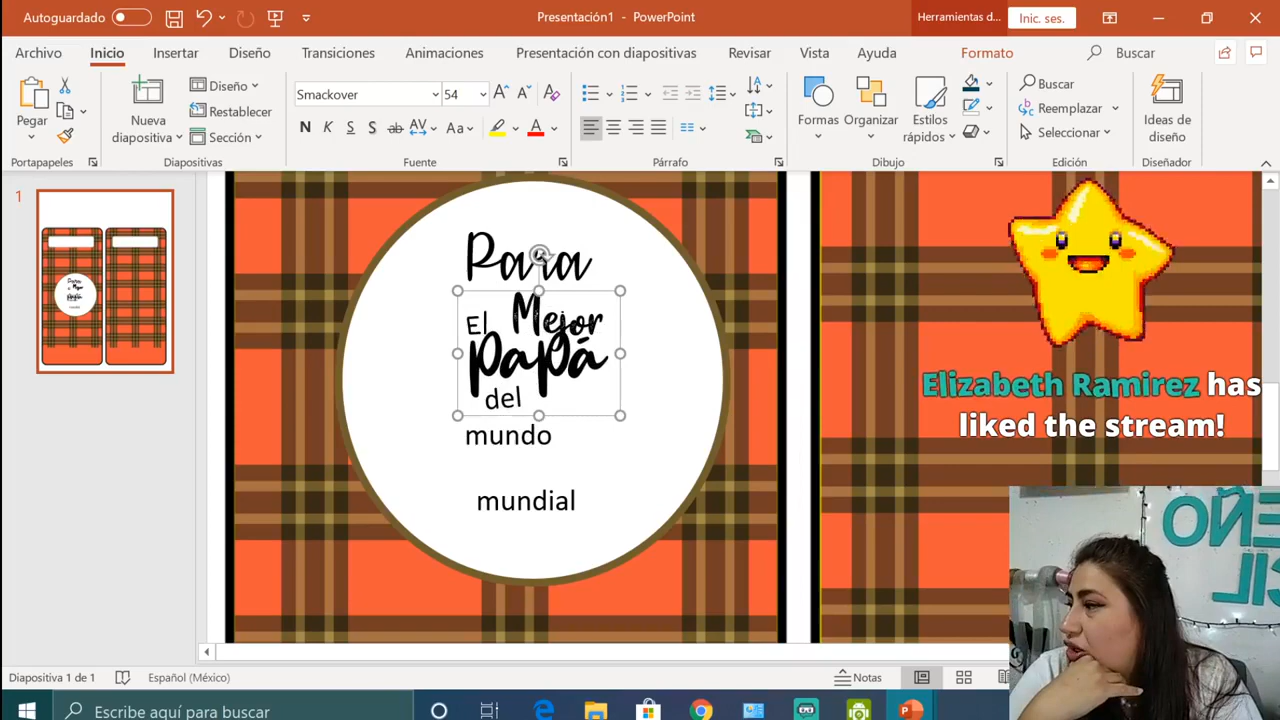 Autoguardado
Presentación1 - PowerPoint
Herramientas d...
Inic. ses.
Archivo
Inicio
Insertar
Diseño
Transiciones
Animaciones
Presentación con diapositivas
Revisar
Vista
Ayuda
Formato
Buscar
Pegar
Portapapeles
Nueva
diapositiva
Diseño
Restablecer
Sección
Diapositivas
Smackover
54
N K S S ab AV Aa A
Fuente
Párrafo
Formas
Organizar
Estilos
rápidos
Dibujo
Buscar
Reemplazar
Seleccionar
Edición
Ideas de
diseño
Diseñador
1
Para
El Mejor
Papá
del
mundo
mundial
Elizabeth Ramirez has
liked the stream!
EÑO
Diapositiva 1 de 1
Español (México)
Notas
Escribe aquí para buscar